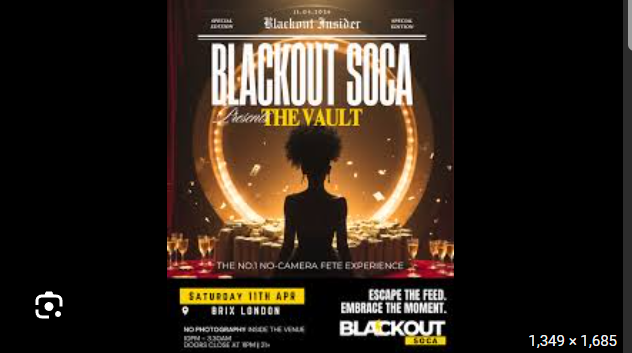 11.04.2026
SPECIAL EDITION
Blackout Insider
SPECIAL EDITION
BLACKOUT SOCA
Presents THE VAULT
THE NO.1 NO-CAMERA FETE EXPERIENCE
SATURDAY 11TH APR
BRIX LONDON
NO PHOTOGRAPHY INSIDE THE VENUE
10PM - 3:30AM
DOORS CLOSE AT 1PM | 21+
ESCAPE THE FEED.
EMBRACE THE MOMENT.
BLACKOUT
SOCA
1,349 × 1,685